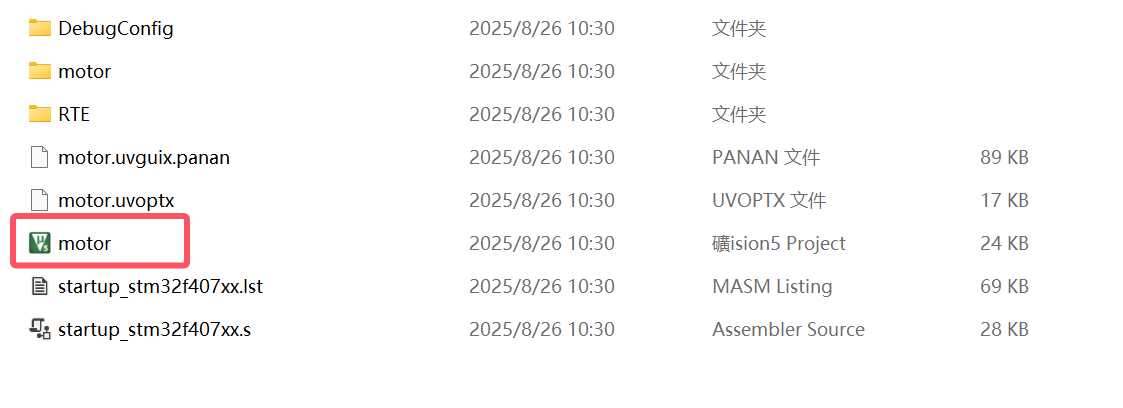 DebugConfig 2025/8/26 10:30 文件夹
motor 2025/8/26 10:30 文件夹
RTE 2025/8/26 10:30 文件夹
motor.uvguix.panan 2025/8/26 10:30 PANAN 文件 89 KB
motor.uvoptx 2025/8/26 10:30 UVOPTX 文件 17 KB
motor 2025/8/26 10:30 礦ision5 Project 24 KB
startup_stm32f407xx.lst 2025/8/26 10:30 MASM Listing 69 KB
startup_stm32f407xx.s 2025/8/26 10:30 Assembler Source 28 KB